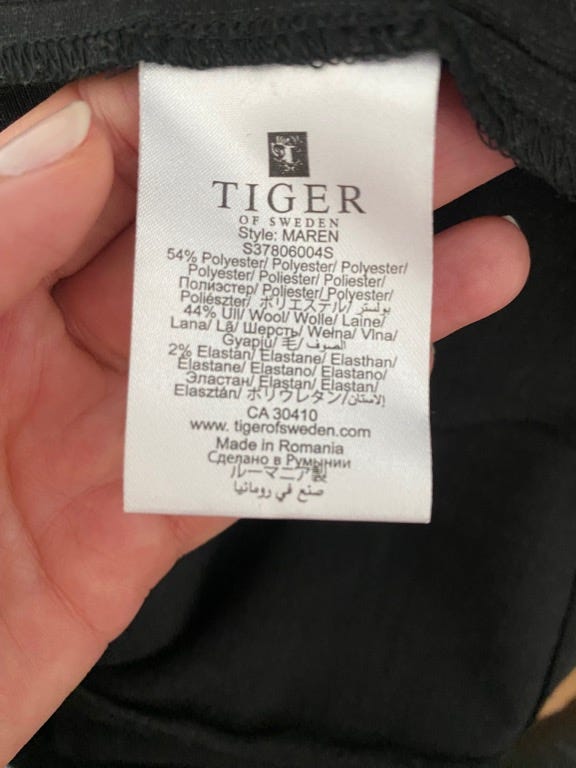 TIGER
OF SWEDEN
Style: MAREN
S37806004S
54% Polyester/ Polyester/ Polyester/
Polyester/ Poliester/ Poliester/
Полиэстер/ Poliester/ Polyester/
Poliészter/ ポリエステル/ بوليستر/
44% Ull/ Wool/ Wolle/ Laine/
Lana/ Lã/ Шерсть/ Wełna/ Vlna/
Gyapjú/ 毛/ الصوف/
2% Elastan/ Elastane/ Elasthan/
Élastane/ Elastano/ Elastano/
Эластан/ Elastan/ Elastan/
Elasztán/ ポリウレタン/ إلاستان/
CA 30410
www. tigerofsweden.com
Made in Romania
Сделано в Румынии
ルーマニア製
صنع في رومانيا